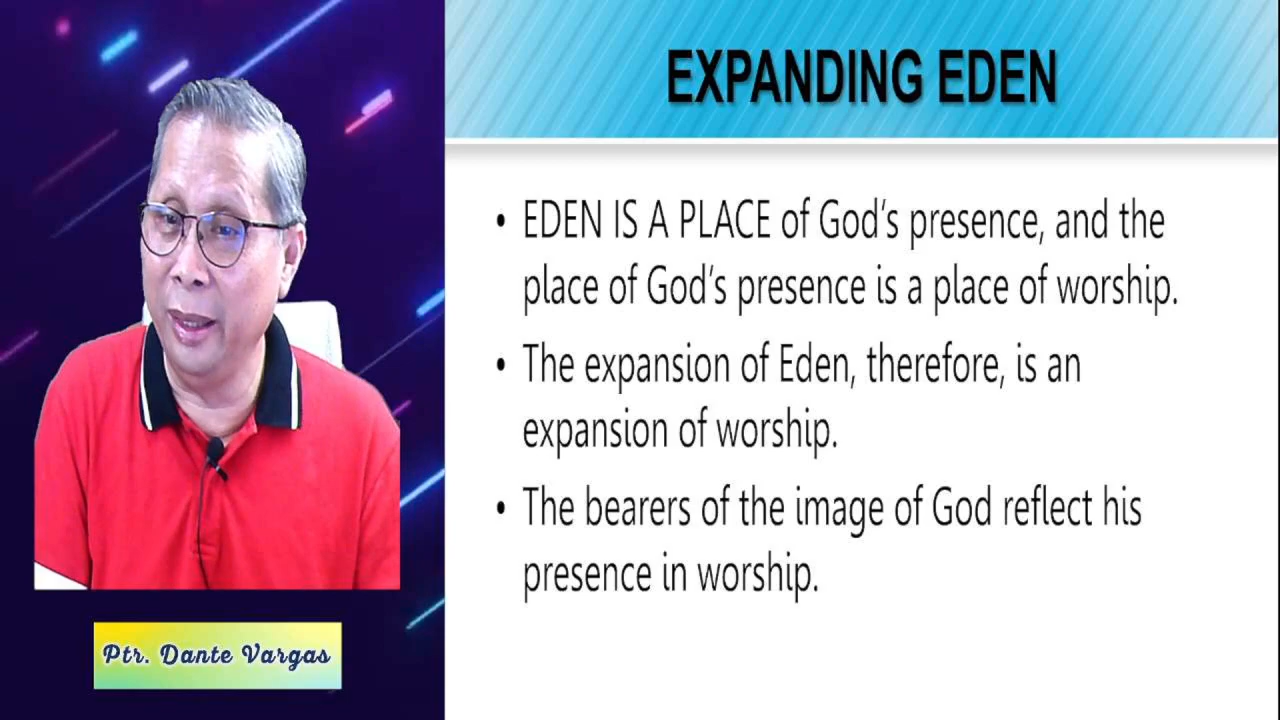 EXPANDING EDEN
• EDEN IS A PLACE of God's presence, and the
place of God's presence is a place of worship.
• The expansion of Eden, therefore, is an
expansion of worship.
• The bearers of the image of God reflect his
presence in worship.
Ptr. Dante Vargas